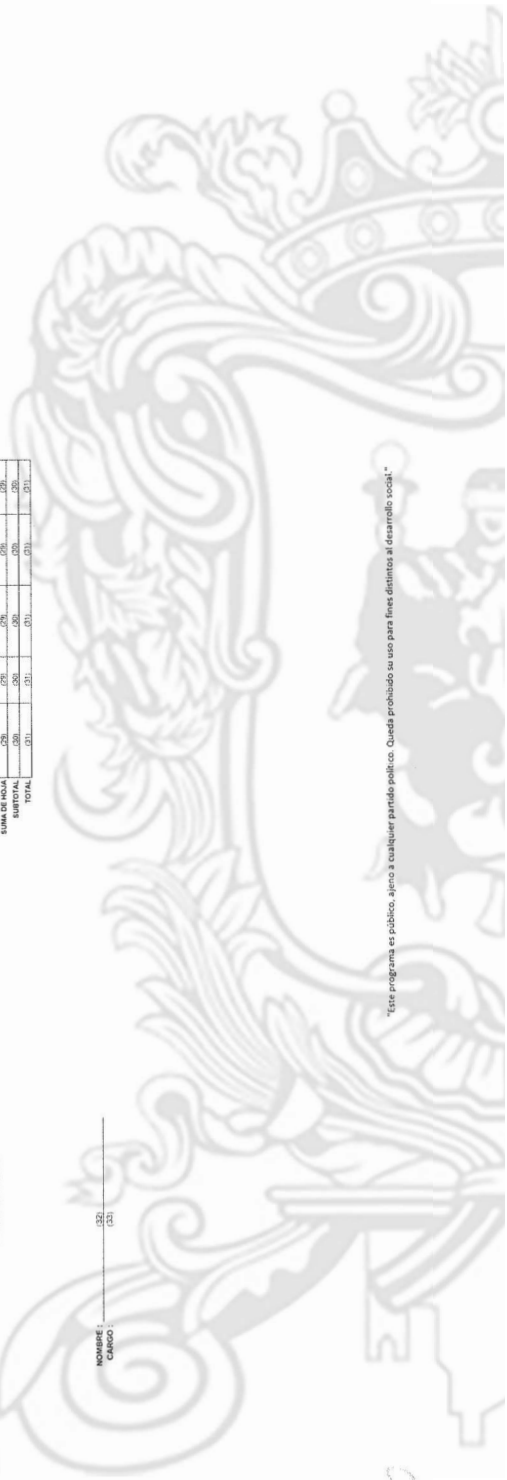 SUMA DE HOJA (29) (29) (29) (29) (29)
SUBTOTAL (30) (30) (30) (30) (30)
TOTAL (31) (31) (31) (31) (31)
NOMBRE : (32)
CARGO : (33)
"Este programa es público, ajeno a cualquier partido político. Queda prohibido su uso para fines distintos al desarrollo social."